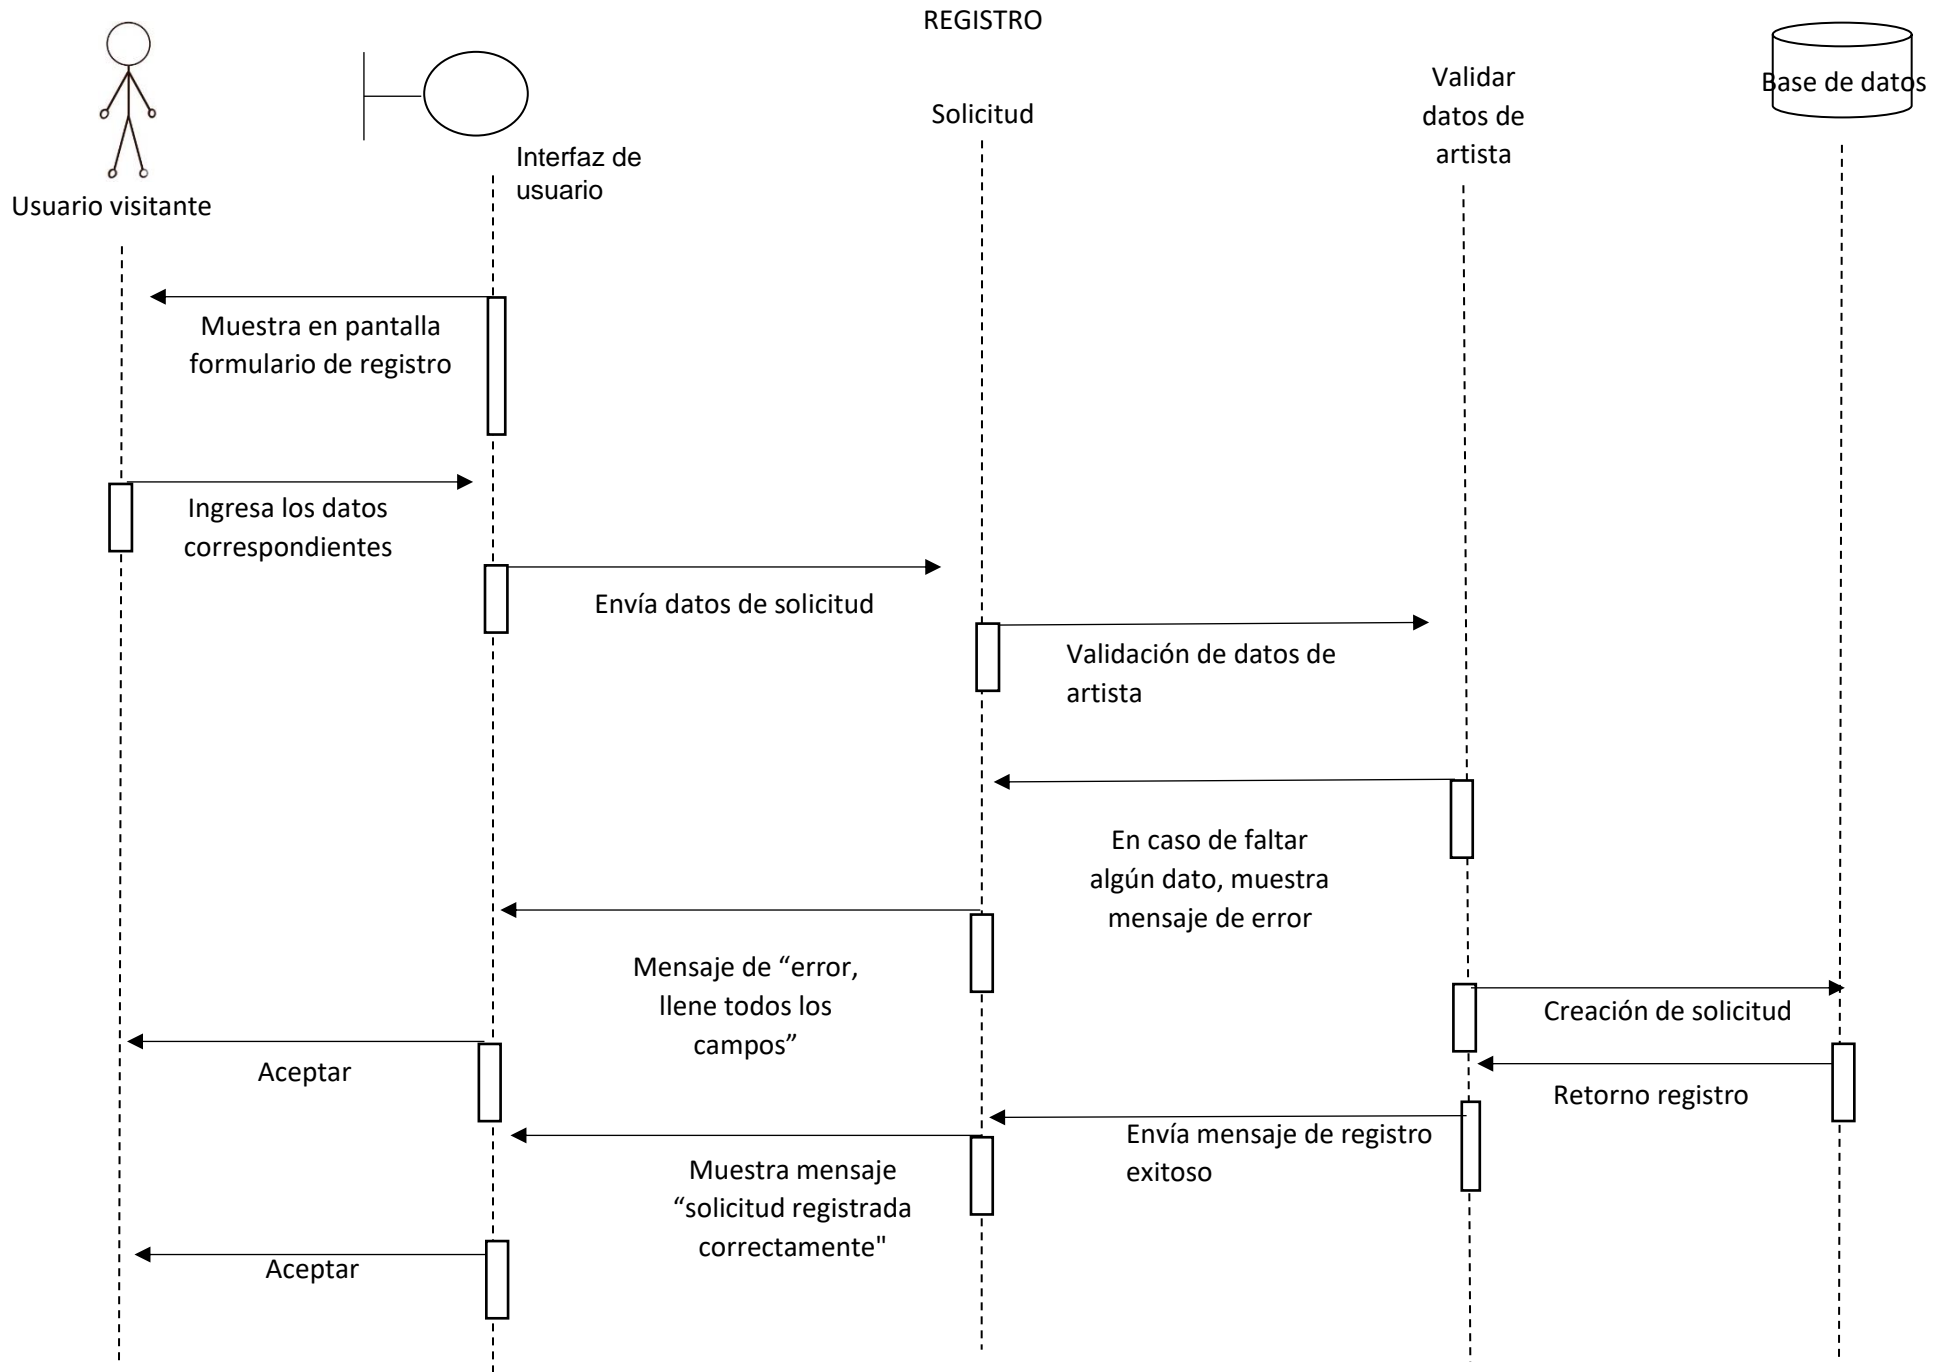 REGISTRO
Usuario visitante
Interfaz de
usuario
Solicitud
Validar
datos de
artista
Base de datos
Muestra en pantalla
formulario de registro
Ingresa los datos
correspondientes
Envía datos de solicitud
Validación de datos de
artista
En caso de faltar
algún dato, muestra
mensaje de error
Mensaje de “error,
llene todos los
campos”
Aceptar
Creación de solicitud
Retorno registro
Envía mensaje de registro
exitoso
Muestra mensaje
“solicitud registrada
correctamente"
Aceptar